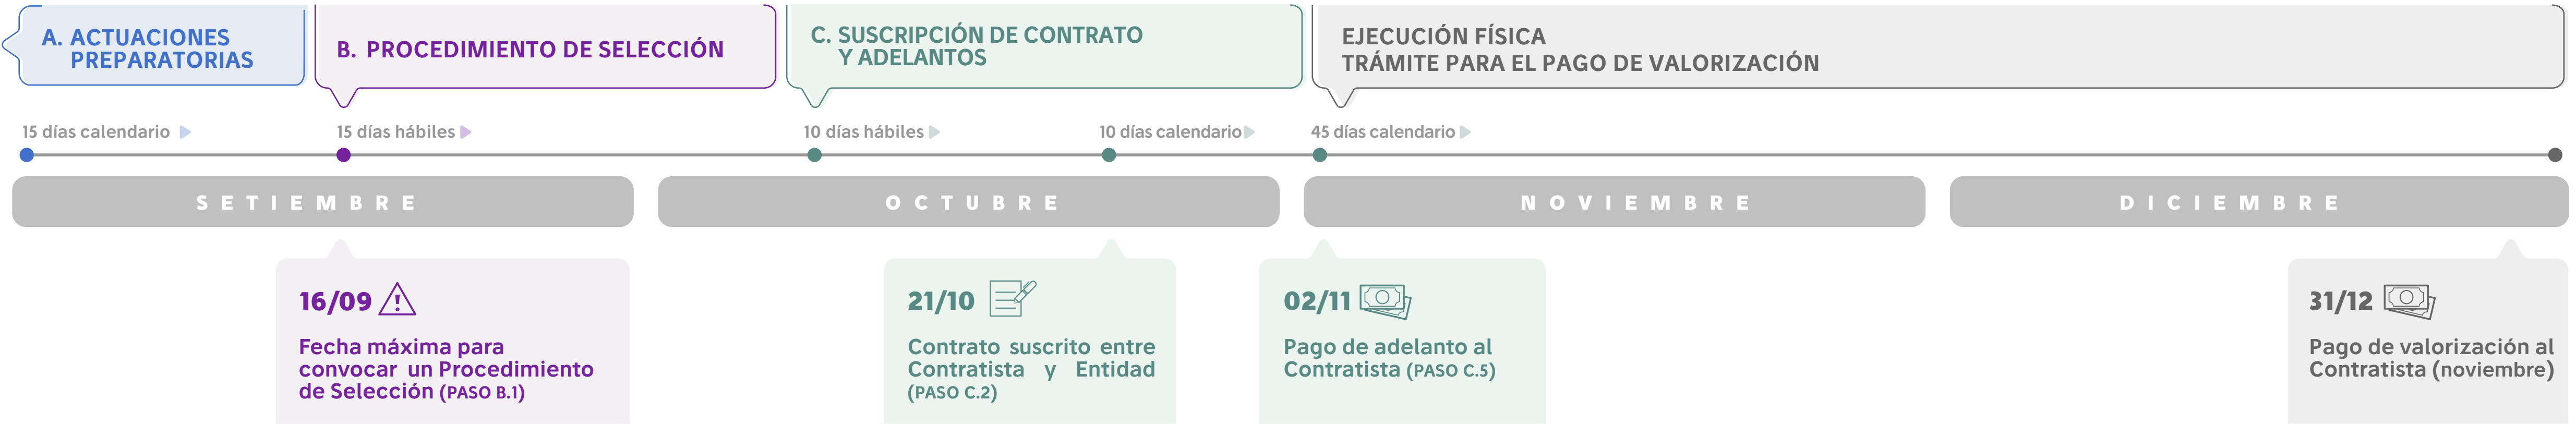 A. ACTUACIONES
PREPARATORIAS
B. PROCEDIMIENTO DE SELECCIÓN
C. SUSCRIPCIÓN DE CONTRATO
Y ADELANTOS
EJECUCIÓN FÍSICA
TRÁMITE PARA EL PAGO DE VALORIZACIÓN
15 días calendario
15 días hábiles
10 días hábiles
10 días calendario
45 días calendario
SETIEMBRE
OCTUBRE
NOVIEMBRE
DICIEMBRE
16/09
Fecha máxima para
convocar un Procedimiento
de Selección (PASO B.1)
21/10
Contrato suscrito entre
Contratista y Entidad
(PASO C.2)
02/11
Pago de adelanto al
Contratista (PASO C.5)
31/12
Pago de valorización al
Contratista (noviembre)